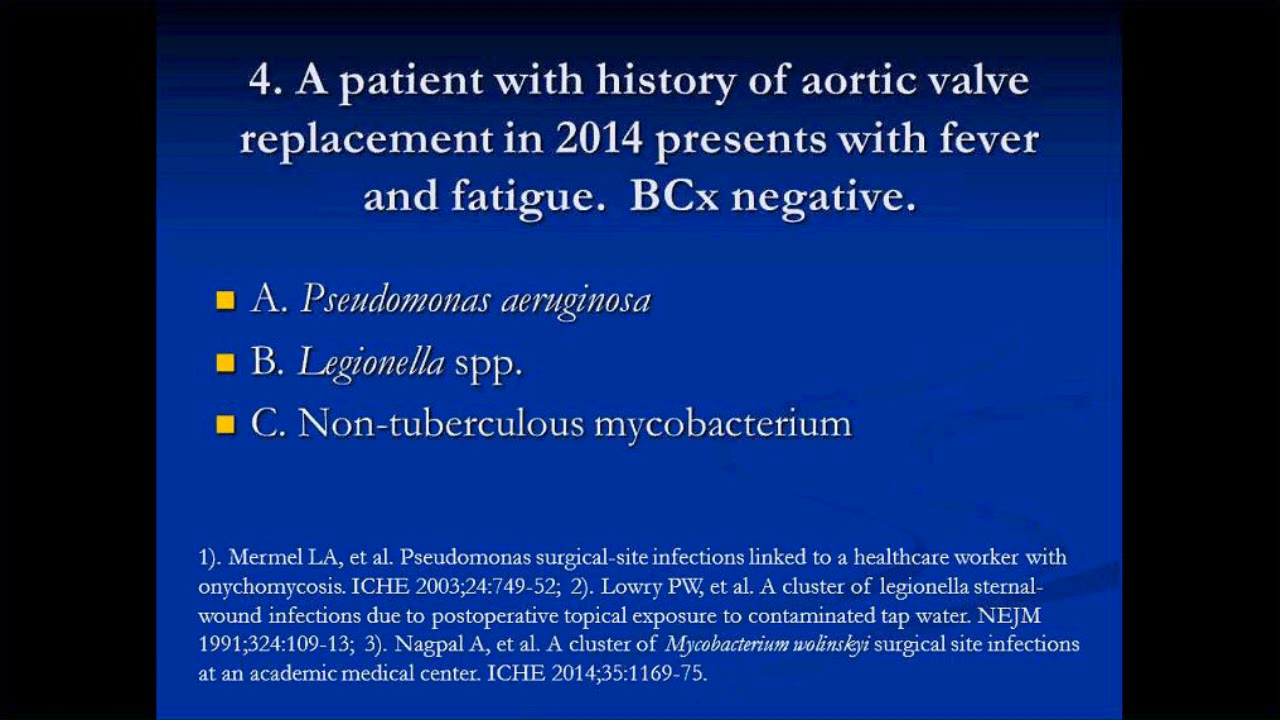 4. A patient with history of aortic valve
replacement in 2014 presents with fever
and fatigue. BCx negative.
A. Pseudomonas aeruginosa
B. Legionella spp.
C. Non-tuberculous mycobacterium
1). Mermel LA, et al. Pseudomonas surgical-site infections linked to a healthcare worker with
onychomycosis. ICHE 2003;24:749-52; 2). Lowry PW, et al. A cluster of legionella sternal-
wound infections due to postoperative topical exposure to contaminated tap water. NEJM
1991;324:109-13; 3). Nagpal A, et al. A cluster of Mycobacterium wolinskyi surgical site infections
at an academic medical center. ICHE 2014;35:1169-75.